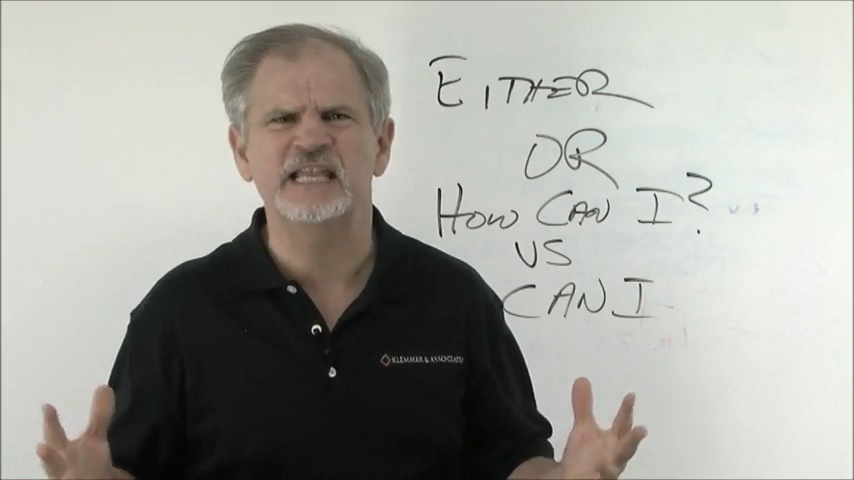 EITHER
OR
HOW CAN I?
VS
CAN I
KLEMMER & ASSOCIATES